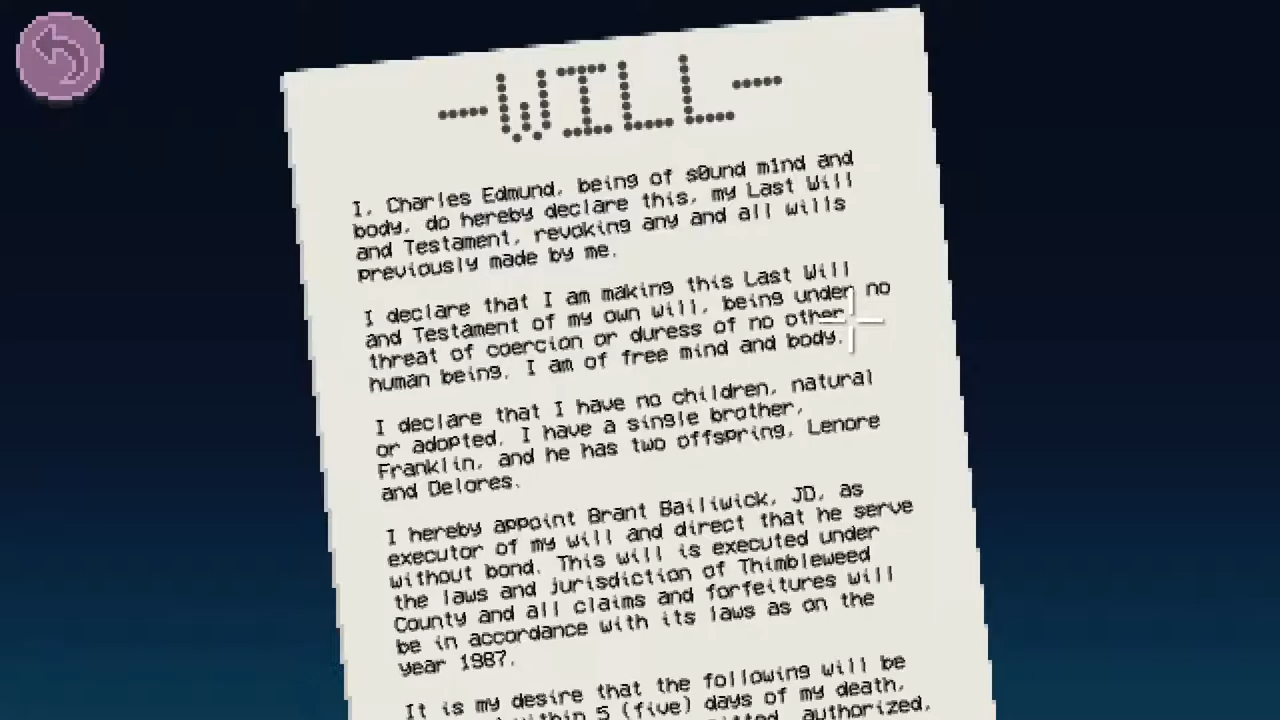 -WILL-
I, Charles Edmund, being of s0und m1nd and
body, do hereby declare this, my Last Will
and Testament, revoking any and all wills
previously made by me.
I declare that I am making this Last Will
and Testament of my own will, being under no
threat of coercion or duress of no other
human being. I am of free mind and body.
I declare that I have no children, natural
or adopted. I have a single brother,
Franklin, and he has two offspring, Lenore
and Delores.
I hereby appoint Brant Bailiwick, JD, as
executor of my will and direct that he serve
without bond. This will is executed under
the laws and jurisdiction of Thimbleweed
County and all claims and forfeitures will
be in accordance with its laws as on the
year 1987.
It is my desire that the following will be
within 5 (five) days of my death,
authorized,